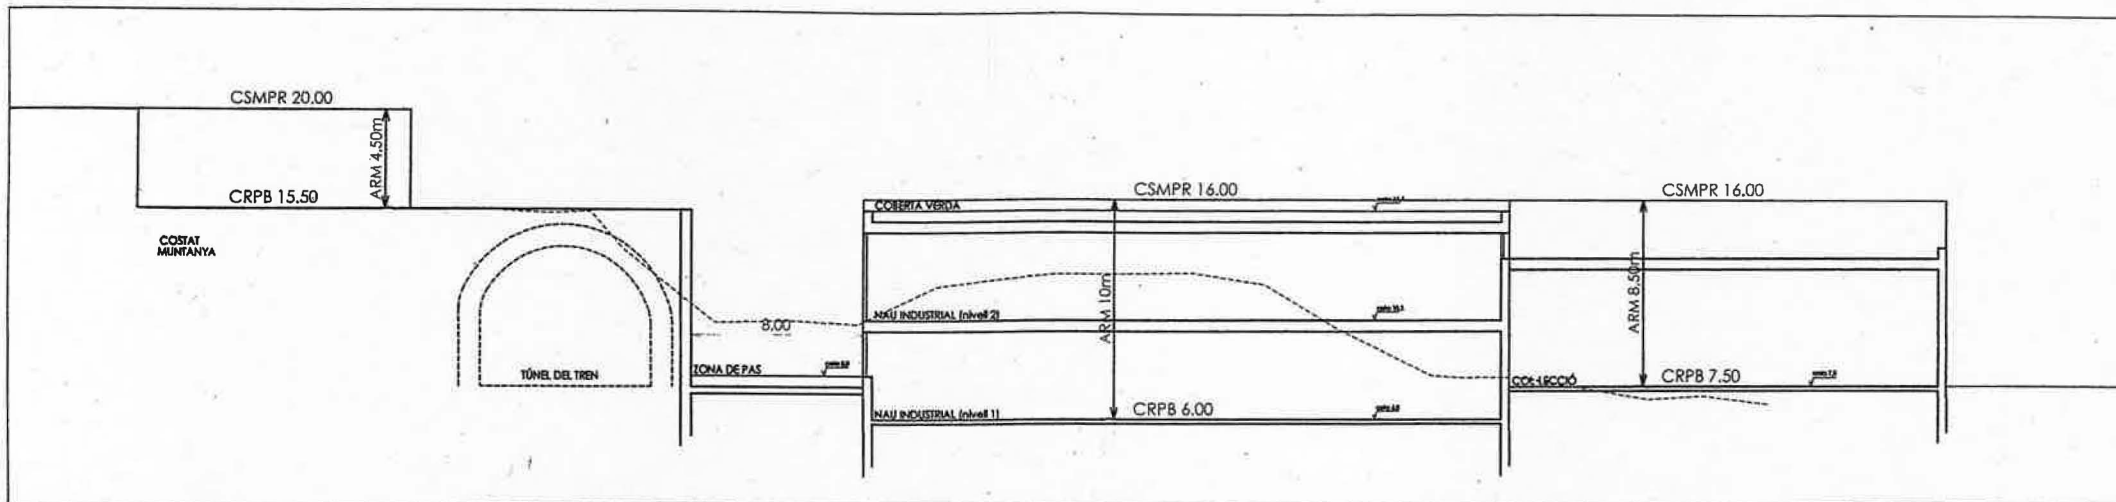 CSMPR 20.00
ARM 4.50m
CRPB 15.50
COSTAT
MUNTANYA
TÚNEL DEL TREN
8.00
ZONA DE PAS
CSMPR 16.00
COBERTA VERDA
ARM 10m
NAU INDUSTRIAL (nivell 2)
NAU INDUSTRIAL (nivell 1)
CRPB 6.00
CSMPR 16.00
ARM 8.50m
COL·LECCIÓ
CRPB 7.50